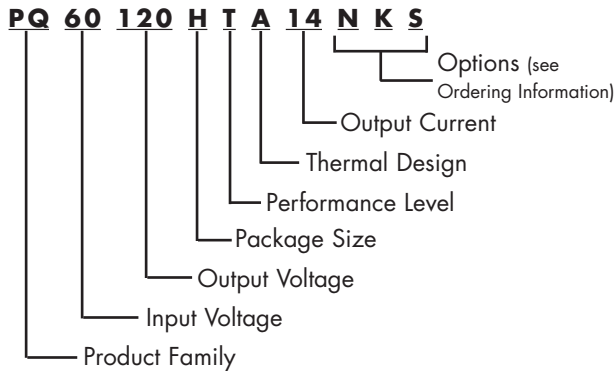 PQ 60 120 H T A 14 N K S
Options (see
Ordering Information)
Output Current
Thermal Design
Performance Level
Package Size
Output Voltage
Input Voltage
Product Family